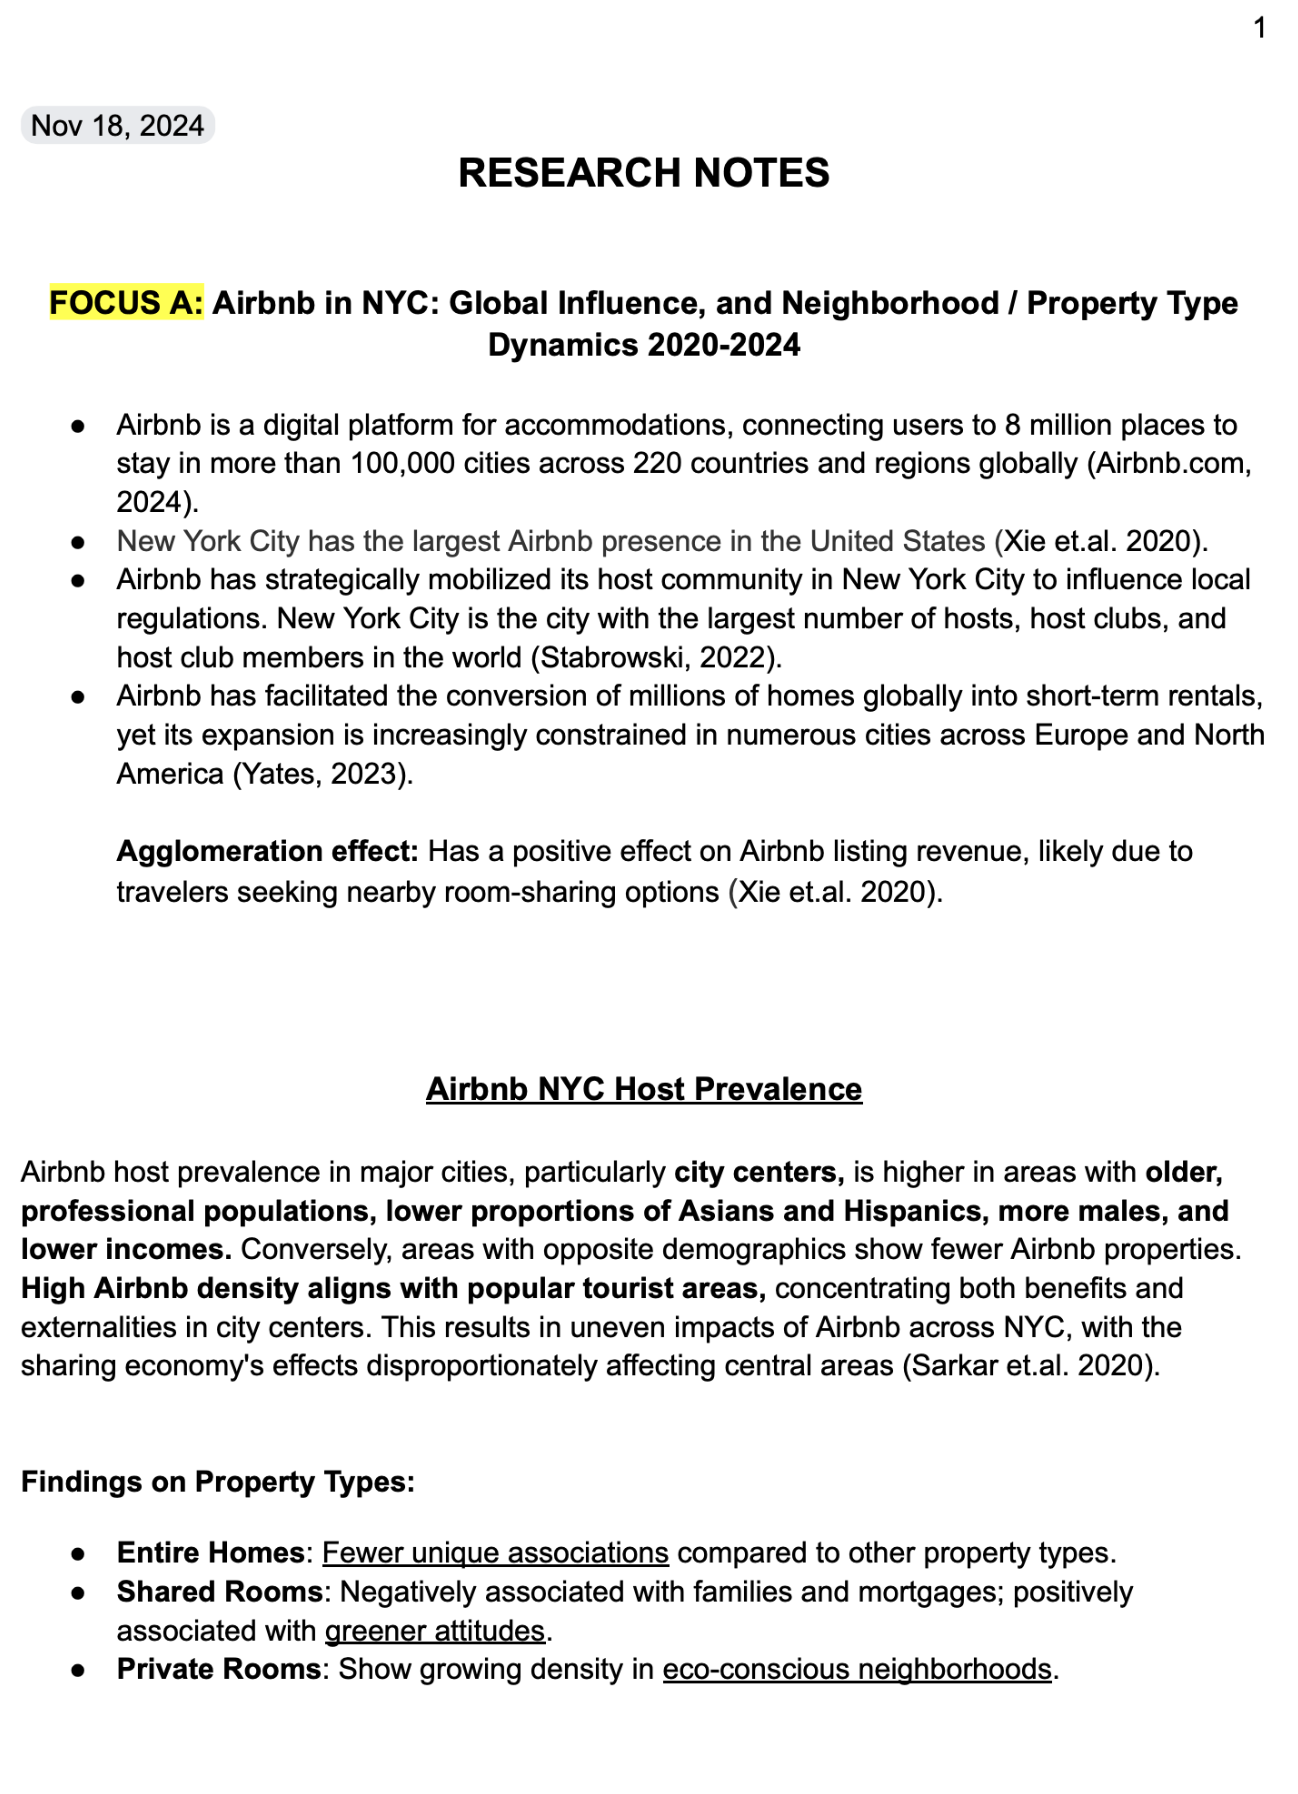 1
Nov 18, 2024
RESEARCH NOTES
FOCUS A: Airbnb in NYC: Global Influence, and Neighborhood / Property Type
Dynamics 2020-2024
● Airbnb is a digital platform for accommodations, connecting users to 8 million places to
stay in more than 100,000 cities across 220 countries and regions globally (Airbnb.com,
2024).
● New York City has the largest Airbnb presence in the United States (Xie et.al. 2020).
● Airbnb has strategically mobilized its host community in New York City to influence local
regulations. New York City is the city with the largest number of hosts, host clubs, and
host club members in the world (Stabrowski, 2022).
● Airbnb has facilitated the conversion of millions of homes globally into short-term rentals,
yet its expansion is increasingly constrained in numerous cities across Europe and North
America (Yates, 2023).
Agglomeration effect: Has a positive effect on Airbnb listing revenue, likely due to
travelers seeking nearby room-sharing options (Xie et.al. 2020).
Airbnb NYC Host Prevalence
Airbnb host prevalence in major cities, particularly city centers, is higher in areas with older,
professional populations, lower proportions of Asians and Hispanics, more males, and
lower incomes. Conversely, areas with opposite demographics show fewer Airbnb properties.
High Airbnb density aligns with popular tourist areas, concentrating both benefits and
externalities in city centers. This results in uneven impacts of Airbnb across NYC, with the
sharing economy's effects disproportionately affecting central areas (Sarkar et.al. 2020).
Findings on Property Types:
● Entire Homes: Fewer unique associations compared to other property types.
● Shared Rooms: Negatively associated with families and mortgages; positively
associated with greener attitudes.
● Private Rooms: Show growing density in eco-conscious neighborhoods.